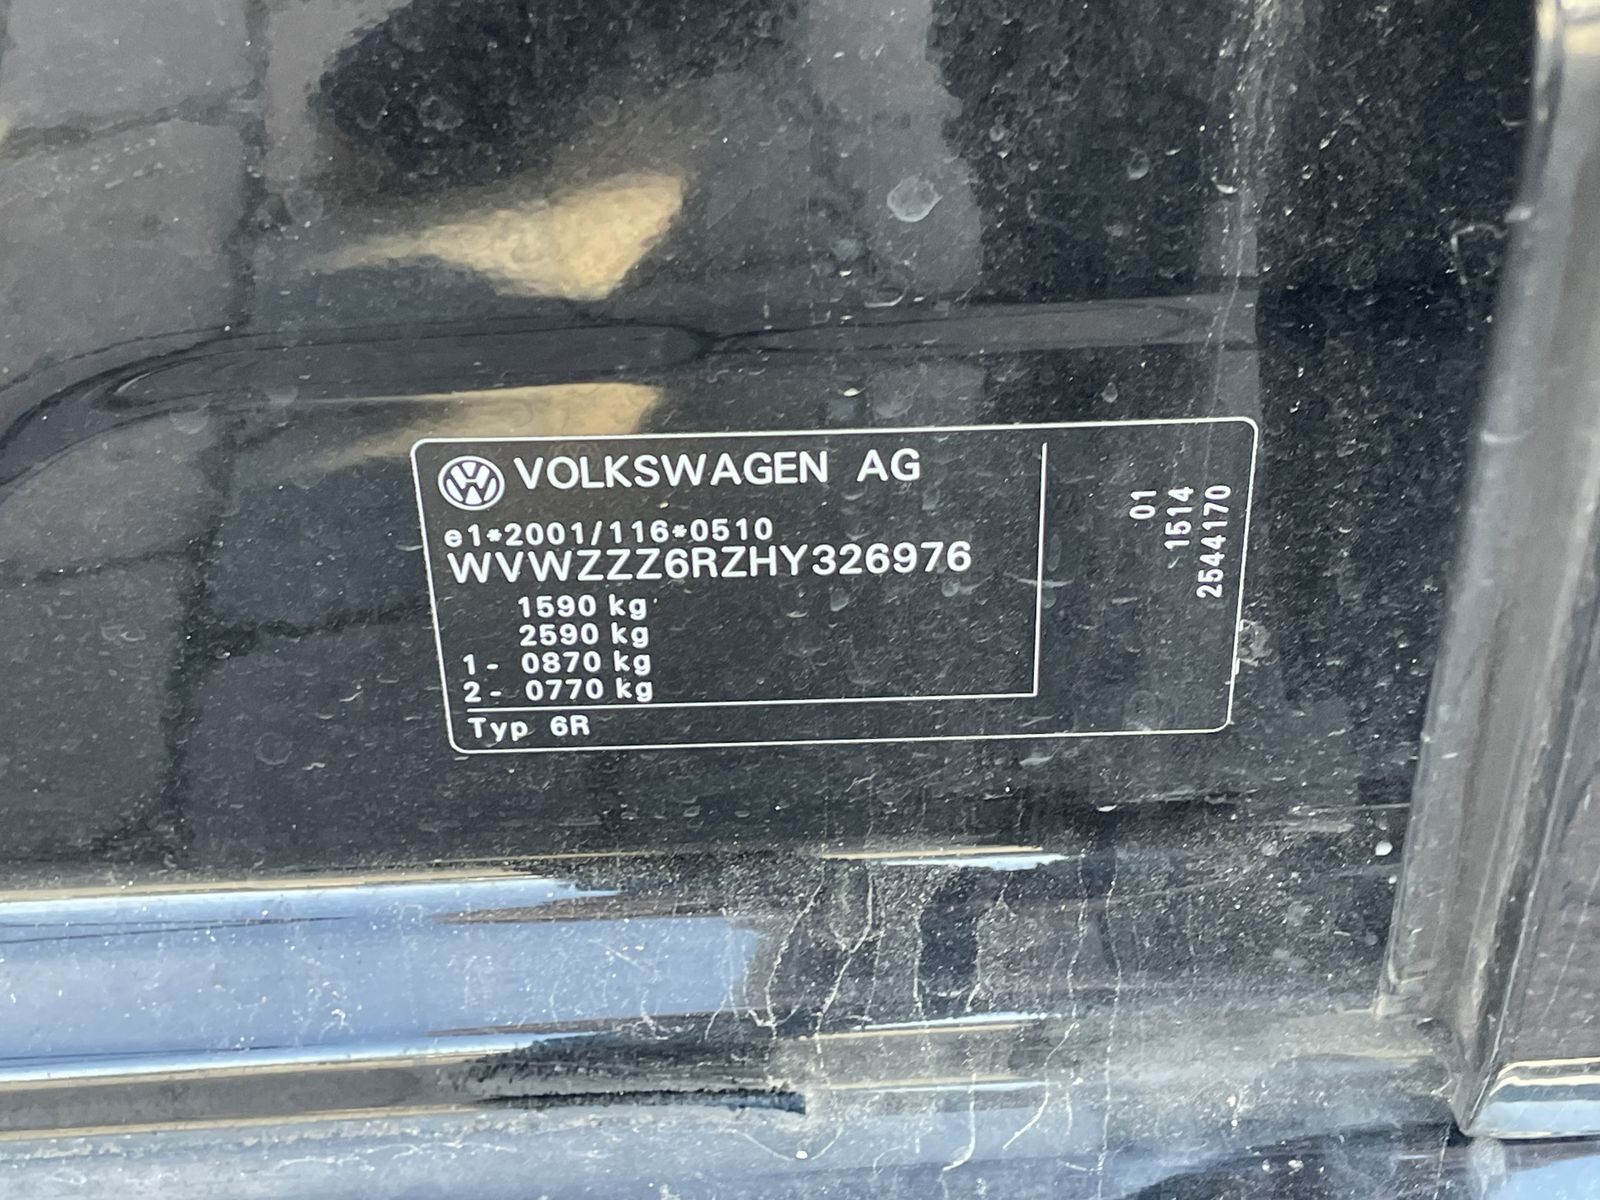 VOLKSWAGEN AG
e1*2001/116*0510
WVWZZZ6RZHY326976
1590 kg
2590 kg
1- 0870 kg
2- 0770 kg
Typ 6R
01
1514
2544170